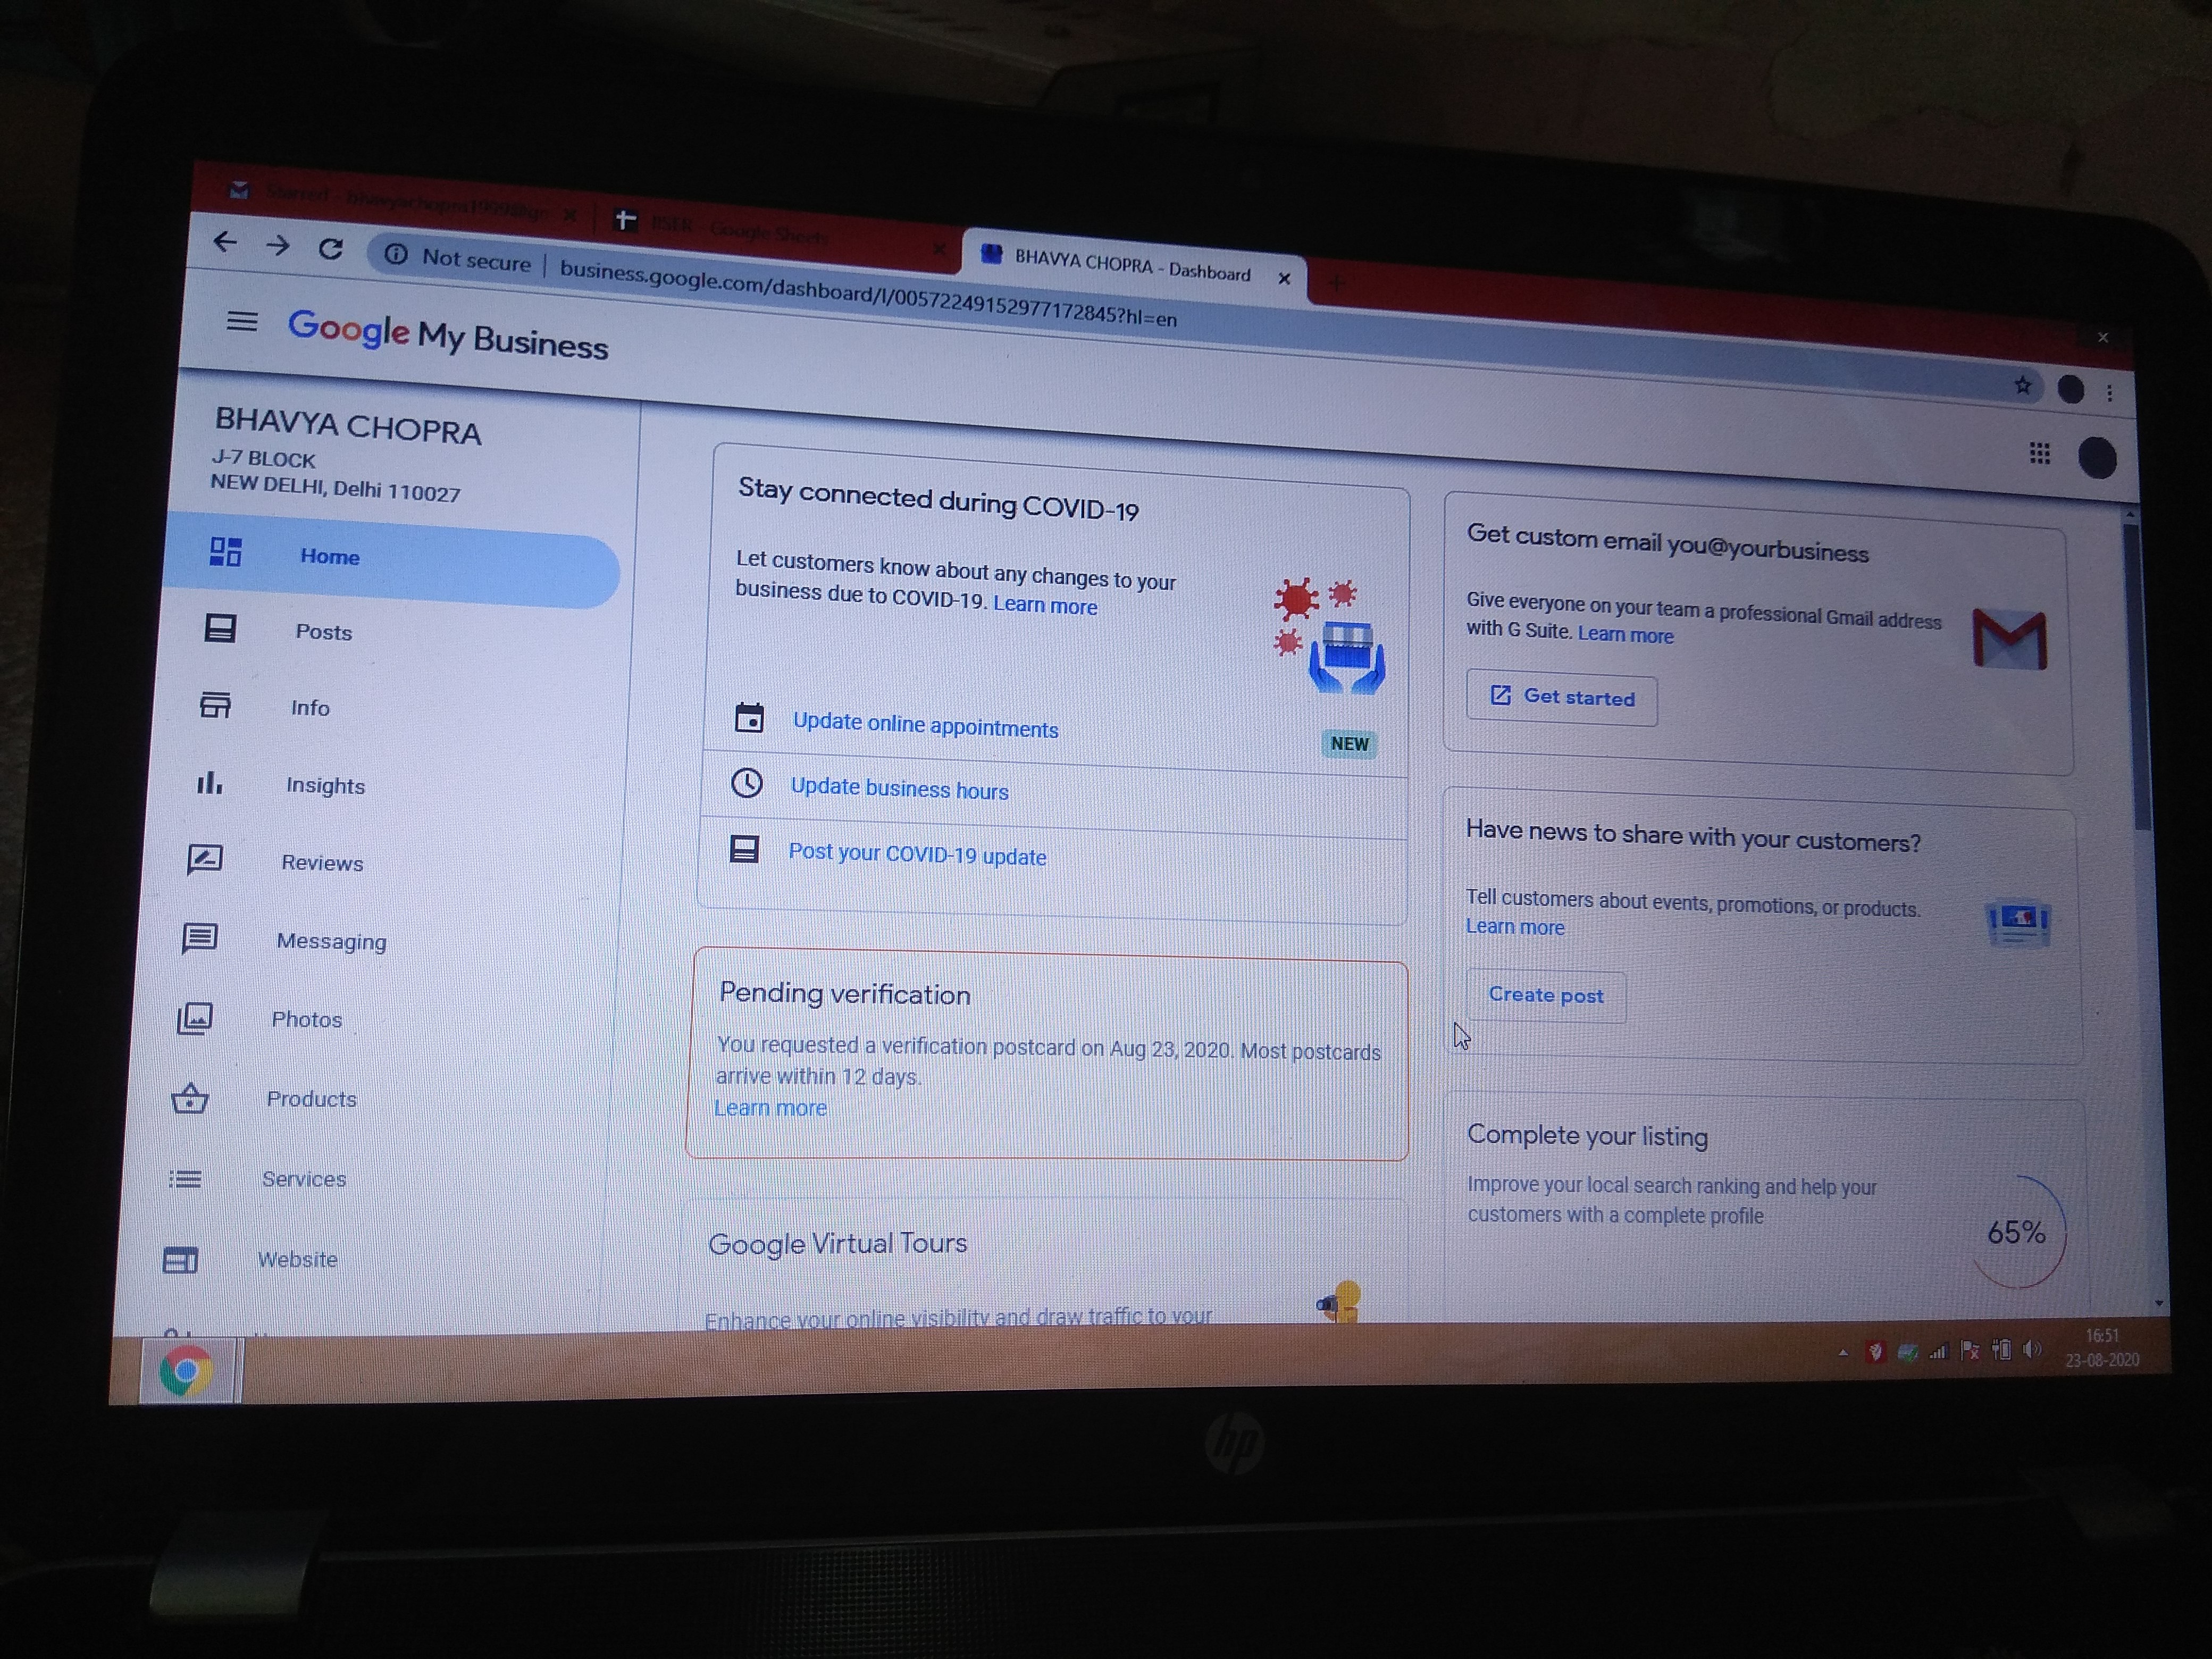 Starred - bhavyachopra1999@gm
IISER - Google Sheets
BHAVYA CHOPRA - Dashboard
Not secure | business.google.com/dashboard/l/00572249152977172845?hl=en
Google My Business
BHAVYA CHOPRA
J-7 BLOCK
NEW DELHI, Delhi 110027
Home
Posts
Info
Insights
Reviews
Messaging
Photos
Products
Services
Website
Stay connected during COVID-19
Let customers know about any changes to your
business due to COVID-19. Learn more
Update online appointments
NEW
Update business hours
Post your COVID-19 update
Pending verification
You requested a verification postcard on Aug 23, 2020. Most postcards
arrive within 12 days.
Learn more
Google Virtual Tours
Enhance your online visibility and draw traffic to your
Get custom email you@yourbusiness
Give everyone on your team a professional Gmail address
with G Suite. Learn more
Get started
Have news to share with your customers?
Tell customers about events, promotions, or products.
Learn more
Create post
Complete your listing
Improve your local search ranking and help your
customers with a complete profile
65%
16:51
23-08-2020
hp